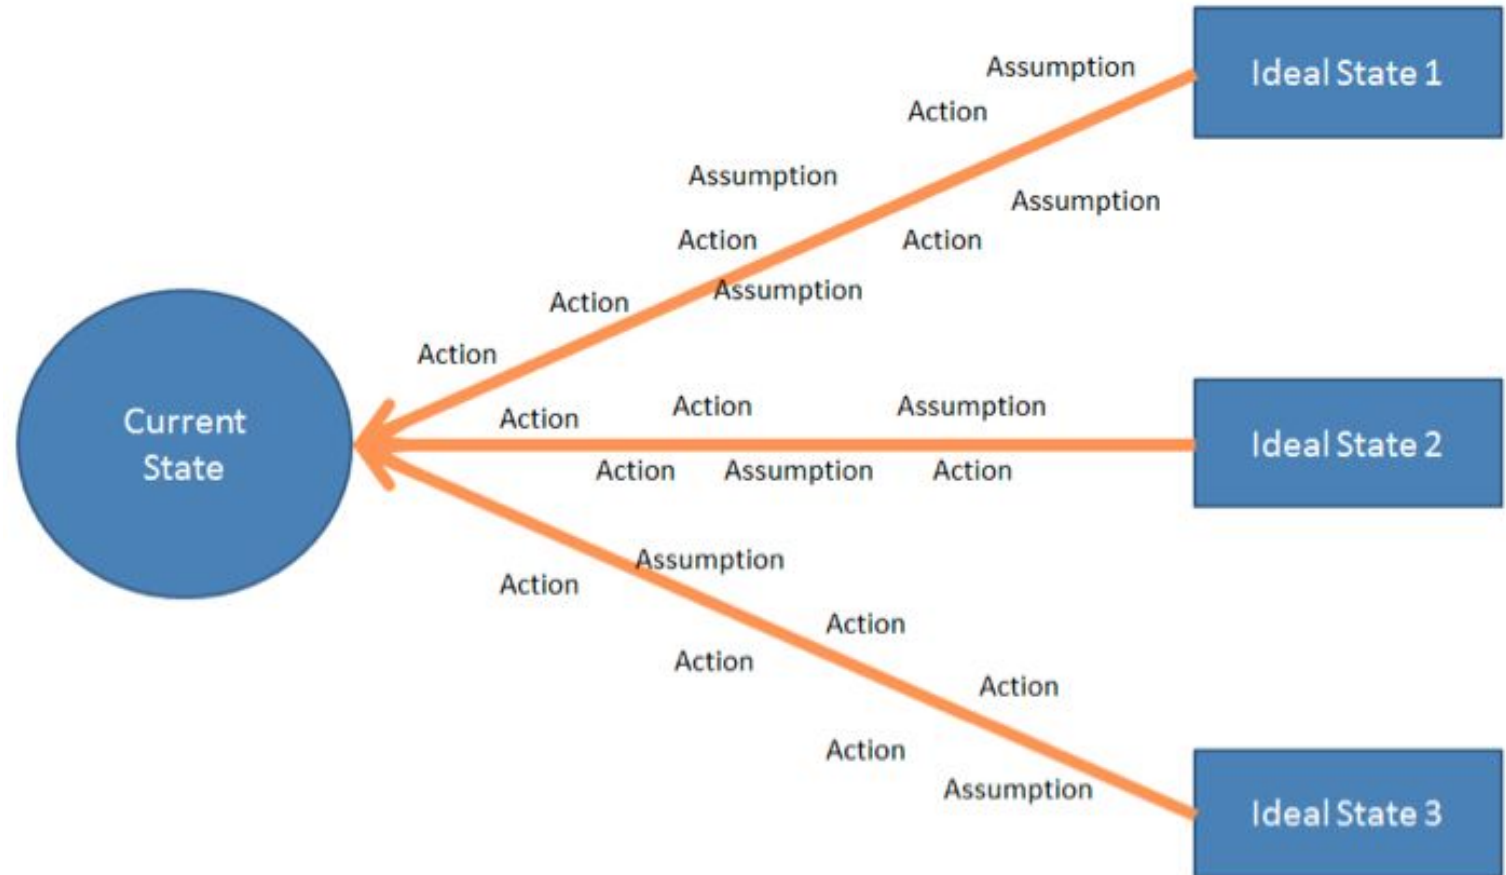 Assumption
Ideal State 1
Action
Assumption
Assumption
Action
Action
Assumption
Action
Action
Current
State
Action
Action
Assumption
Ideal State 2
Action
Assumption
Action
Assumption
Action
Action
Action
Action
Action
Assumption
Ideal State 3